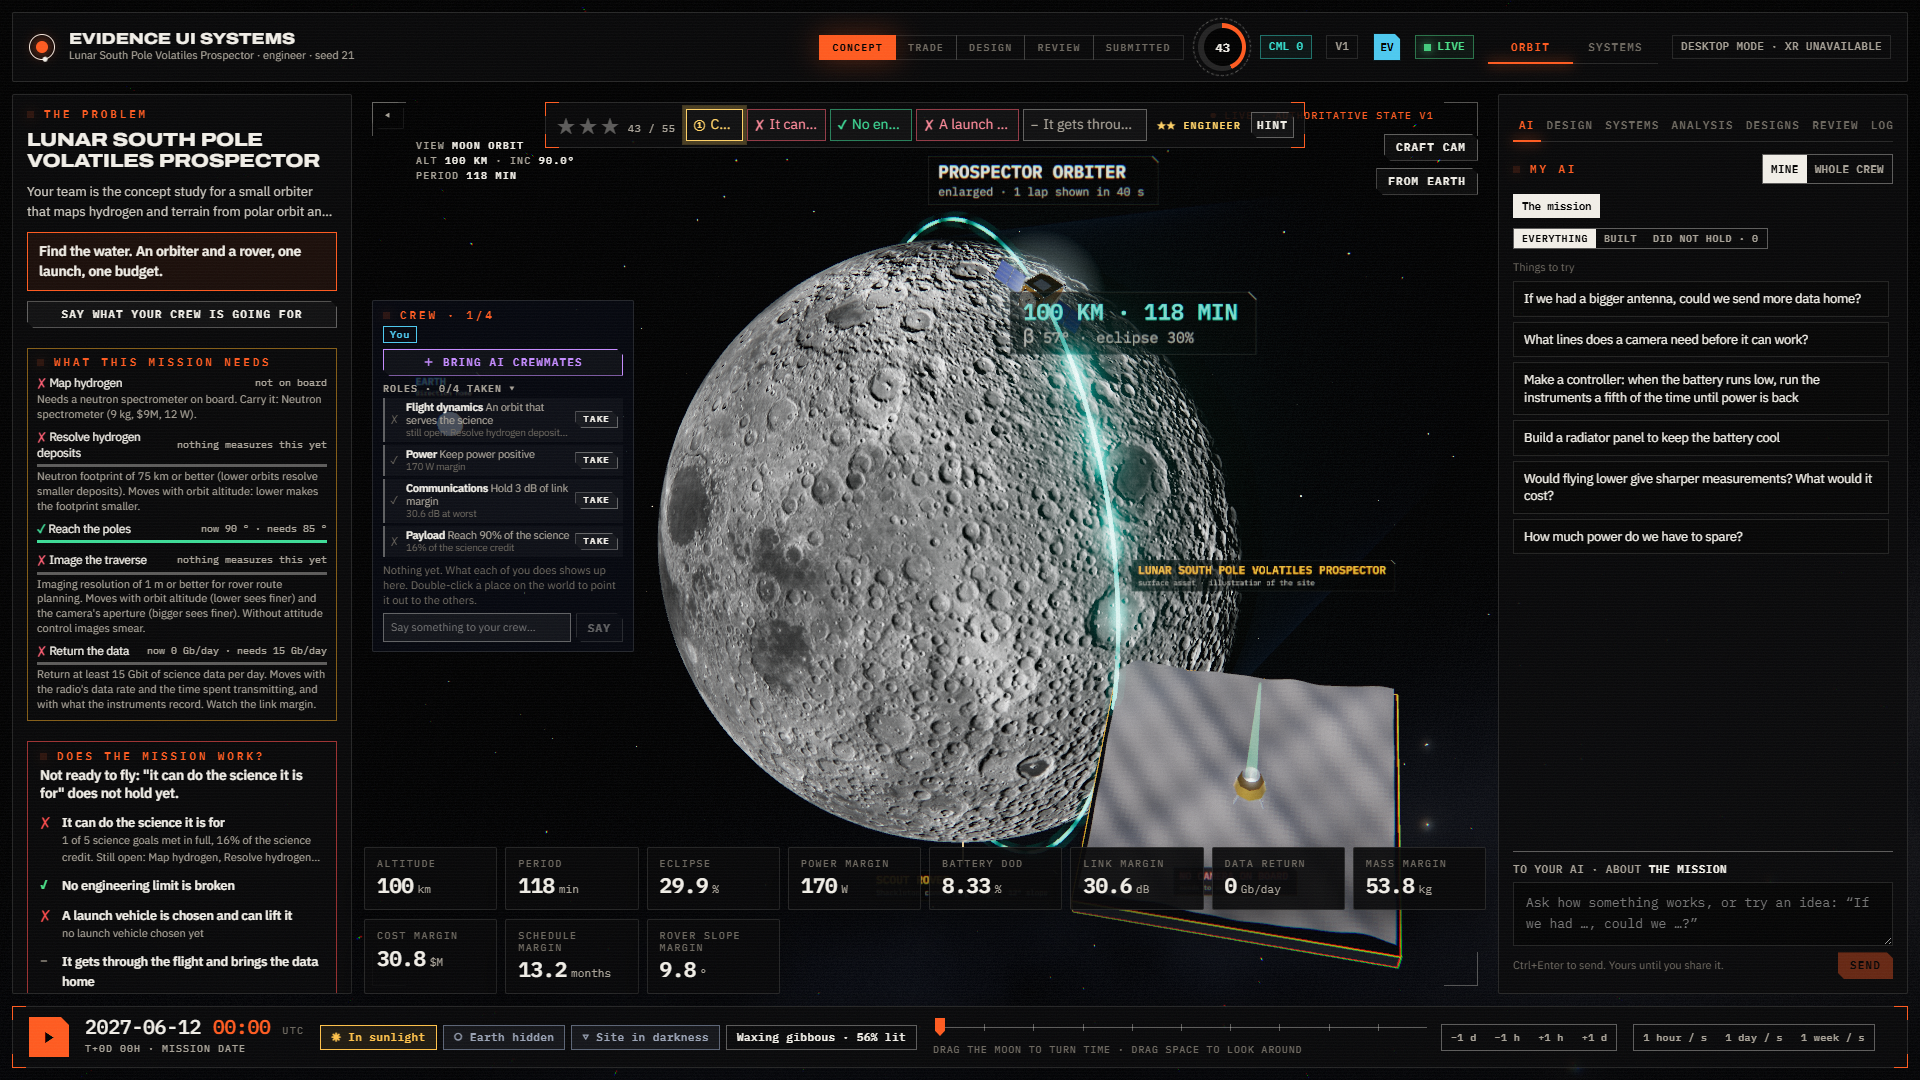 EVIDENCE UI SYSTEMS
Lunar South Pole Volatiles Prospector · engineer · seed 21
CONCEPT TRADE DESIGN REVIEW SUBMITTED
43
CML 0
V1
EV
LIVE
ORBIT SYSTEMS
DESKTOP MODE · XR UNAVAILABLE
THE PROBLEM
LUNAR SOUTH POLE
VOLATILES PROSPECTOR
Your team is the concept study for a small orbiter
that maps hydrogen and terrain from polar orbit an...
Find the water. An orbiter and a rover, one
launch, one budget.
SAY WHAT YOUR CREW IS GOING FOR
WHAT THIS MISSION NEEDS
✗ Map hydrogen not on board
Needs a neutron spectrometer on board. Carry it: Neutron
spectrometer (9 kg, $9M, 12 W).
✗ Resolve hydrogen
deposits nothing measures this yet
Neutron footprint of 75 km or better (lower orbits resolve
smaller deposits). Moves with orbit altitude: lower makes
the footprint smaller.
✓ Reach the poles now 90 ° · needs 85 °
✗ Image the traverse nothing measures this yet
Imaging resolution of 1 m or better for rover route
planning. Moves with orbit altitude (lower sees finer) and
the camera's aperture (bigger sees finer). Without attitude
control images smear.
✗ Return the data now 0 Gb/day · needs 15 Gb/day
Return at least 15 Gbit of science data per day. Moves with
the radio's data rate and the time spent transmitting, and
with what the instruments record. Watch the link margin.
DOES THE MISSION WORK?
Not ready to fly: "it can do the science it is
for" does not hold yet.
✗ It can do the science it is for
1 of 5 science goals met in full, 16% of the science
credit. Still open: Map hydrogen, Resolve hydrogen...
✓ No engineering limit is broken
✗ A launch vehicle is chosen and can lift it
no launch vehicle chosen yet
– It gets through the flight and brings the data
home
★★★ 43 / 55
① C...
✗ It can...
✓ No en...
✗ A launch ...
– It gets throu...
★★ ENGINEER
HINT
ORITATIVE STATE V1
VIEW MOON ORBIT
ALT 100 KM · INC 90.0°
PERIOD 118 MIN
CRAFT CAM
FROM EARTH
PROSPECTOR ORBITER
enlarged · 1 lap shown in 40 s
100 KM · 118 MIN
β 57° · eclipse 30%
LUNAR SOUTH POLE VOLATILES PROSPECTOR
surface asset · illustration of the site
CREW · 1/4
You
+ BRING AI CREWMATES
EARTH
ROLES · 0/4 TAKEN ▾
✗ Flight dynamics An orbit that
serves the science
still open: Resolve hydrogen deposit...
TAKE
✓ Power Keep power positive
170 W margin
TAKE
✓ Communications Hold 3 dB of link
margin
30.6 dB at worst
TAKE
✗ Payload Reach 90% of the science
16% of the science credit
TAKE
Nothing yet. What each of you does shows up
here. Double-click a place on the world to point
it out to the others.
Say something to your crew...
SAY
ALTITUDE
100 km
PERIOD
118 min
ECLIPSE
29.9 %
POWER MARGIN
170 W
BATTERY DOD
8.33 %
LINK MARGIN
30.6 dB
DATA RETURN
0 Gb/day
MASS MARGIN
53.8 kg
COST MARGIN
30.8 $M
SCHEDULE
MARGIN
13.2 months
ROVER SLOPE
MARGIN
9.8 °
AI DESIGN SYSTEMS ANALYSIS DESIGNS REVIEW LOG
MY AI
MINE WHOLE CREW
The mission
EVERYTHING BUILT DID NOT HOLD · 0
Things to try
If we had a bigger antenna, could we send more data home?
What lines does a camera need before it can work?
Make a controller: when the battery runs low, run the
instruments a fifth of the time until power is back
Build a radiator panel to keep the battery cool
Would flying lower give sharper measurements? What would it
cost?
How much power do we have to spare?
TO YOUR AI · ABOUT THE MISSION
Ask how something works, or try an idea: “If
we had …, could we …?”
Ctrl+Enter to send. Yours until you share it.
SEND
2027-06-12 00:00 UTC
T+0D 00H · MISSION DATE
In sunlight
Earth hidden
Site in darkness
Waxing gibbous · 56% lit
DRAG THE MOON TO TURN TIME · DRAG SPACE TO LOOK AROUND
−1 d −1 h +1 h +1 d
1 hour / s 1 day / s 1 week / s